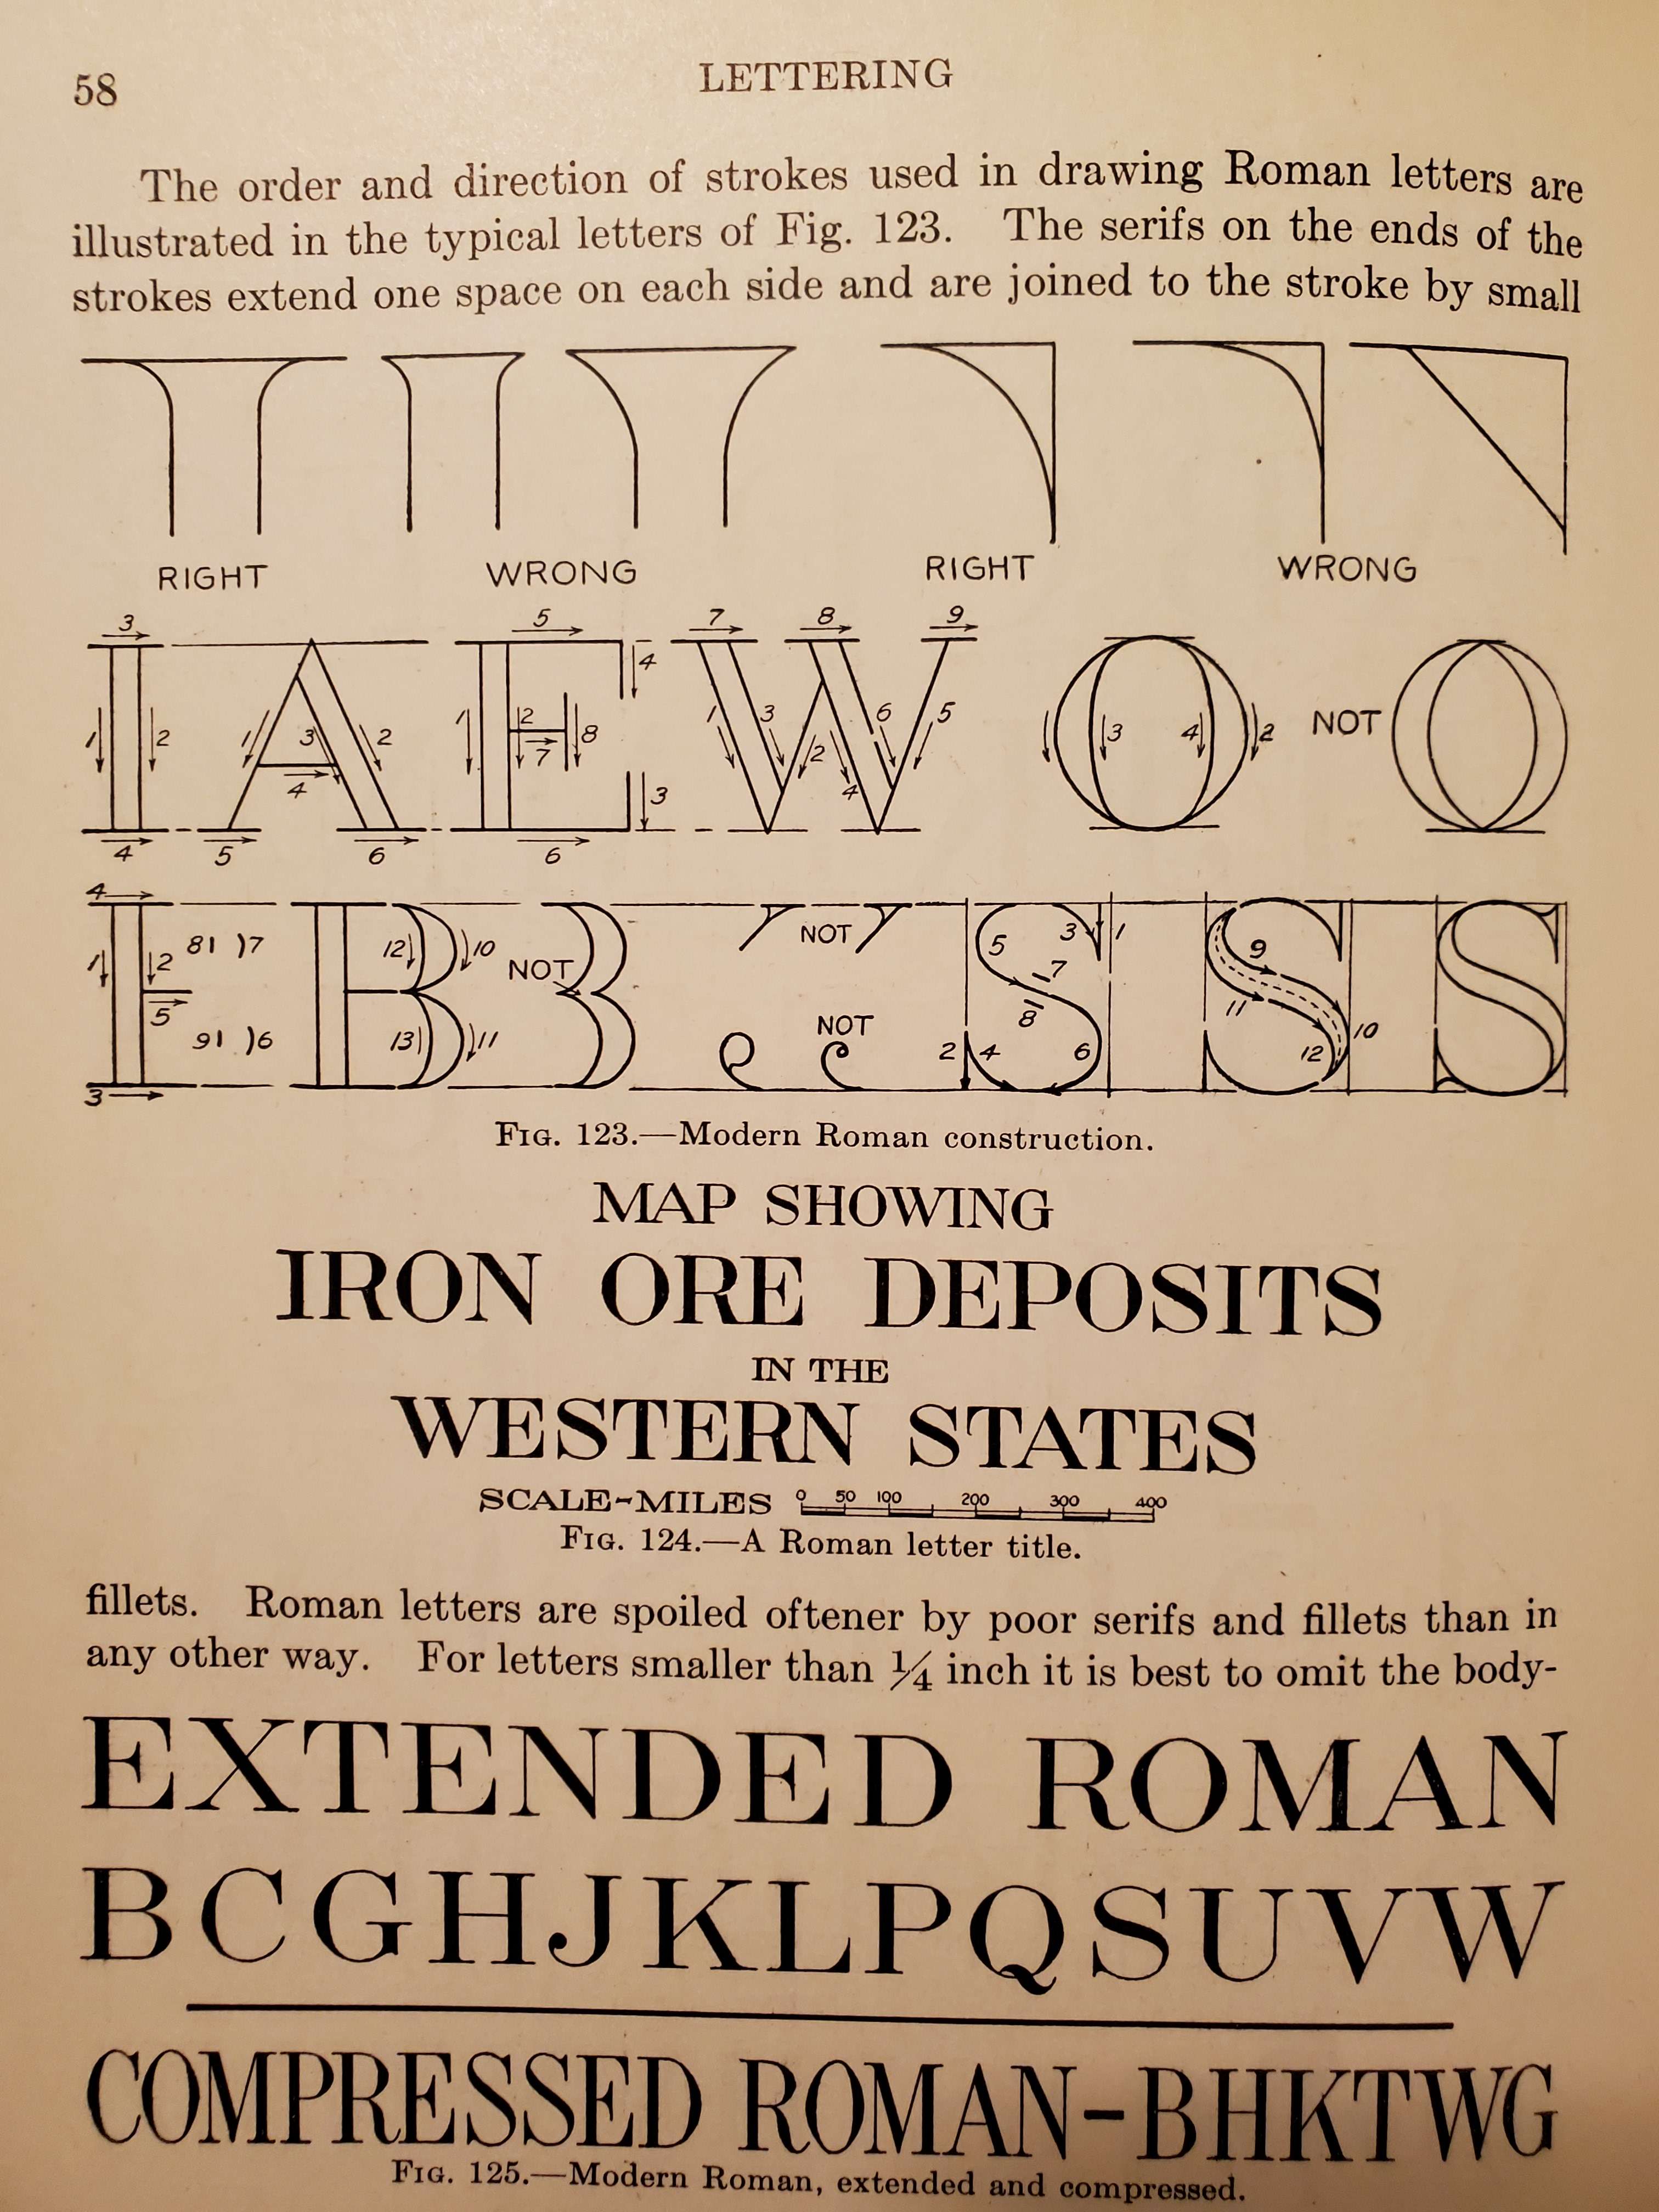 58
LETTERING
The order and direction of strokes used in drawing Roman letters are
illustrated in the typical letters of Fig. 123. The serifs on the ends of the
strokes extend one space on each side and are joined to the stroke by small
RIGHT WRONG RIGHT WRONG
3 5 7 8 9
4
1 2 1 3 2 1 2 8 1 3 6 5 3 4 2 NOT
4 7 2 4 3
4 5 6 6
I A E W O O
4
1 2 81 )7 12 10 NOT NOT 5 3 1 9
5 7
91 )6 13 11 NOT 8 11 10
2 4 6 12
3
B B S S S
FIG. 123.—Modern Roman construction.
MAP SHOWING
IRON ORE DEPOSITS
IN THE
WESTERN STATES
SCALE-MILES 0 50 100 200 300 400
FIG. 124.—A Roman letter title.
fillets. Roman letters are spoiled oftener by poor serifs and fillets than in
any other way. For letters smaller than ¼ inch it is best to omit the body-
EXTENDED ROMAN
BCGHJKLPQSUVW
COMPRESSED ROMAN-BHKTWG
FIG. 125.—Modern Roman, extended and compressed.